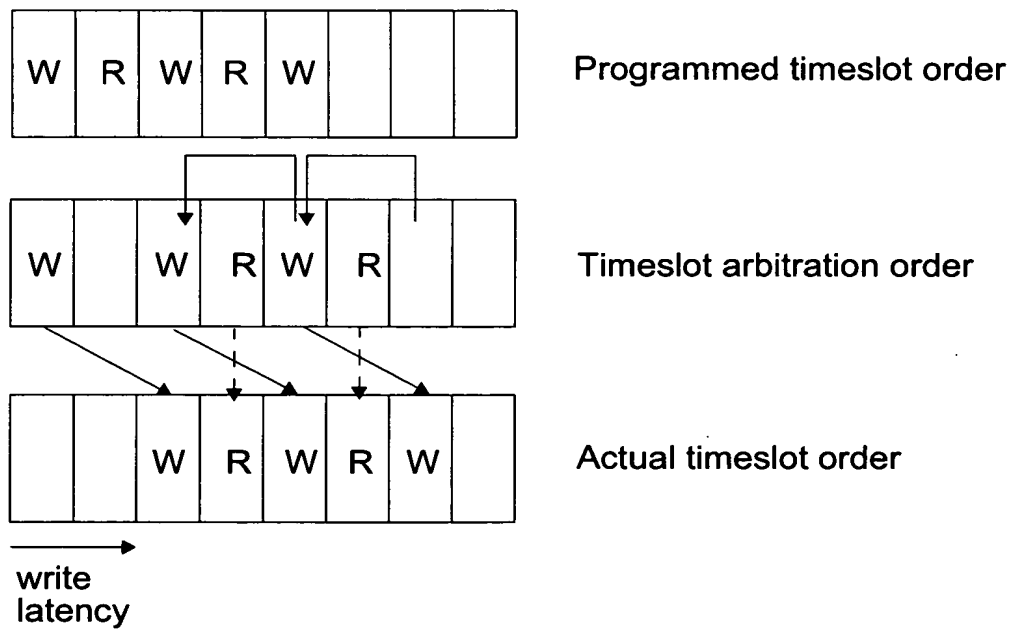 W R W R W Programmed timeslot order
W W R W R Timeslot arbitration order
W R W R W Actual timeslot order
write
latency